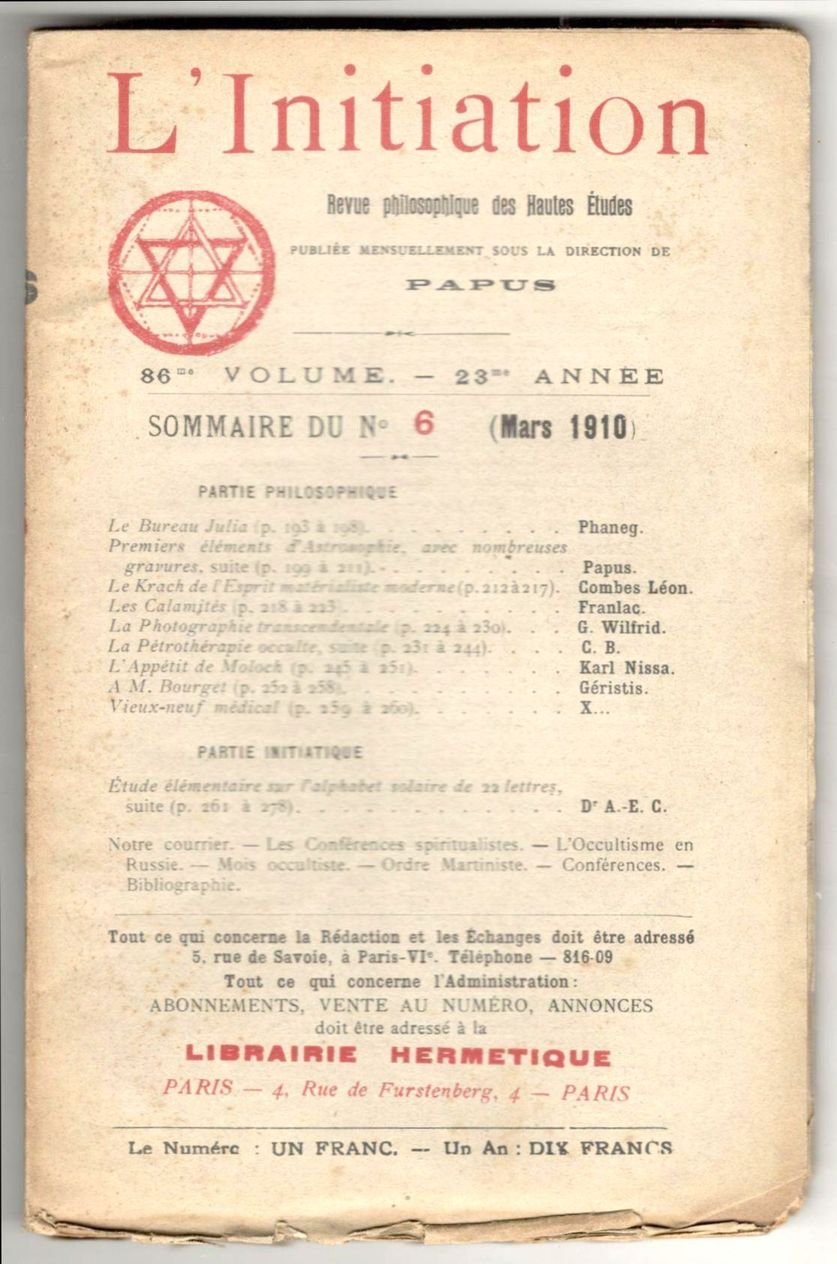 L'Initiation
Revue philosophique des Hautes Études
PUBLIÉE MENSUELLEMENT SOUS LA DIRECTION DE
PAPUS
S
86me VOLUME. — 23me ANNÉE
SOMMAIRE DU No 6 (Mars 1910)
PARTIE PHILOSOPHIQUE
Le Bureau Julia (p. 193 à 198). . . . . . . . . . Phaneg.
Premiers éléments d'Astrosophie, avec nombreuses
gravures, suite (p. 199 à 211). . . . . . . . . . Papus.
Le Krach de l'Esprit matérialiste moderne (p. 212 à 217). Combes Léon.
Les Calamités (p. 218 à 223 . . . . . . . . . . . Franlac.
La Photographie transcendentale (p. 224 à 230). . . G. Wilfrid.
La Pétrothérapie occulte, suite (p. 231 à 244). . . . C. B.
L'Appétit de Moloch (p. 245 à 251). . . . . . . . Karl Nissa.
A M. Bourget (p. 252 à 258). . . . . . . . . . . Géristis.
Vieux-neuf médical (p. 259 à 260). . . . . . . . X...
PARTIE INITIATIQUE
Étude élémentaire sur l'alphabet solaire de 22 lettres,
suite (p. 261 à 278). . . . . . . . . . . . . . Dr A.-E. C.
Notre courrier. — Les Conférences spiritualistes. — L'Occultisme en
Russie. — Mois occultiste. — Ordre Martiniste. — Conférences. —
Bibliographie.
Tout ce qui concerne la Rédaction et les Échanges doit être adressé
5, rue de Savoie, à Paris-VIe. Téléphone — 816-09
Tout ce qui concerne l'Administration :
ABONNEMENTS, VENTE AU NUMÉRO, ANNONCES
doit être adressé à la
LIBRAIRIE HERMETIQUE
PARIS — 4, Rue de Furstenberg, 4 — PARIS
Le Numéro : UN FRANC. — Un An : DIX FRANCS